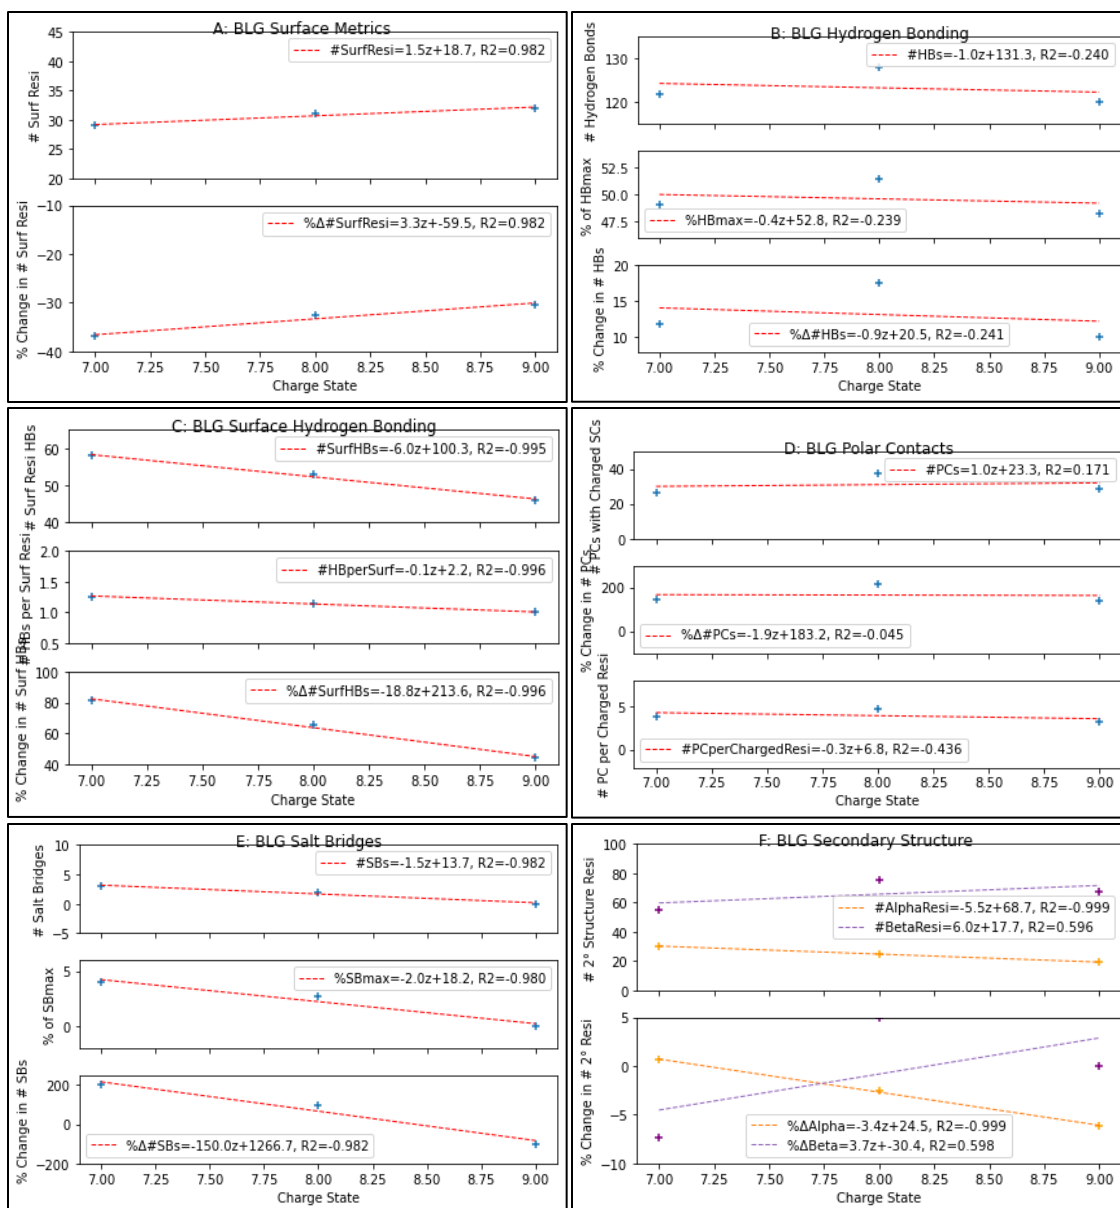 A: BLG Surface Metrics
45
40
35
30
25
20
# Surf Resi
#SurfResi=1.5z+18.7, R2=0.982
-10
−20
−30
−40
% Change in # Surf Resi
%Δ#SurfResi=3.3z+-59.5, R2=0.982
7.00 7.25 7.50 7.75 8.00 8.25 8.50 8.75 9.00
Charge State
B: BLG Hydrogen Bonding
130
120
# Hydrogen Bonds
#HBs=-1.0z+131.3, R2=-0.240
52.5
50.0
47.5
% of HBmax
%HBmax=-0.4z+52.8, R2=-0.239
20
15
10
% Change in # HBs
%Δ#HBs=-0.9z+20.5, R2=-0.241
7.00 7.25 7.50 7.75 8.00 8.25 8.50 8.75 9.00
Charge State
C: BLG Surface Hydrogen Bonding
60
50
40
# Surf Resi HBs
#SurfHBs=-6.0z+100.3, R2=-0.995
2.0
1.5
1.0
0.5
# HBs per Surf Resi
#HBperSurf=-0.1z+2.2, R2=-0.996
100
80
60
40
% Change in # Surf HBs
%Δ#SurfHBs=-18.8z+213.6, R2=-0.996
7.00 7.25 7.50 7.75 8.00 8.25 8.50 8.75 9.00
Charge State
D: BLG Polar Contacts
40
20
0
# PCs with Charged SCs
#PCs=1.0z+23.3, R2=0.171
200
0
% Change in # PCs
%Δ#PCs=-1.9z+183.2, R2=-0.045
5
0
# PC per Charged Resi
#PCperChargedResi=-0.3z+6.8, R2=-0.436
7.00 7.25 7.50 7.75 8.00 8.25 8.50 8.75 9.00
Charge State
E: BLG Salt Bridges
10
5
0
−5
# Salt Bridges
#SBs=-1.5z+13.7, R2=-0.982
5
0
% of SBmax
%SBmax=-2.0z+18.2, R2=-0.980
200
0
−200
% Change in # SBs
%Δ#SBs=-150.0z+1266.7, R2=-0.982
7.00 7.25 7.50 7.75 8.00 8.25 8.50 8.75 9.00
Charge State
F: BLG Secondary Structure
100
80
60
40
20
0
# 2° Structure Resi
#AlphaResi=-5.5z+68.7, R2=-0.999
#BetaResi=6.0z+17.7, R2=0.596
5
0
−5
−10
% Change in # 2° Resi
%ΔAlpha=-3.4z+24.5, R2=-0.999
%ΔBeta=3.7z+-30.4, R2=0.598
7.00 7.25 7.50 7.75 8.00 8.25 8.50 8.75 9.00
Charge State